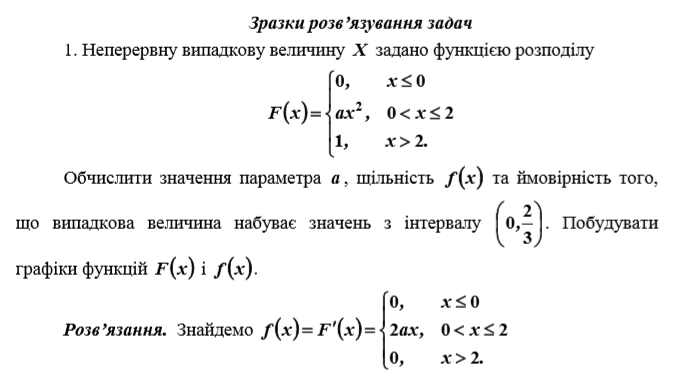 Зразки розв’язування задач
1. Неперервну випадкову величину X задано функцією розподілу
F(x)={0, x≤0
ax², 0<x≤2
1, x>2.
Обчислити значення параметра a, щільність f(x) та ймовірність того,
що випадкова величина набуває значень з інтервалу (0,2/3). Побудувати
графіки функцій F(x) і f(x).
Розв’язання. Знайдемо f(x)=F′(x)={0, x≤0
2ax, 0<x≤2
0, x>2.